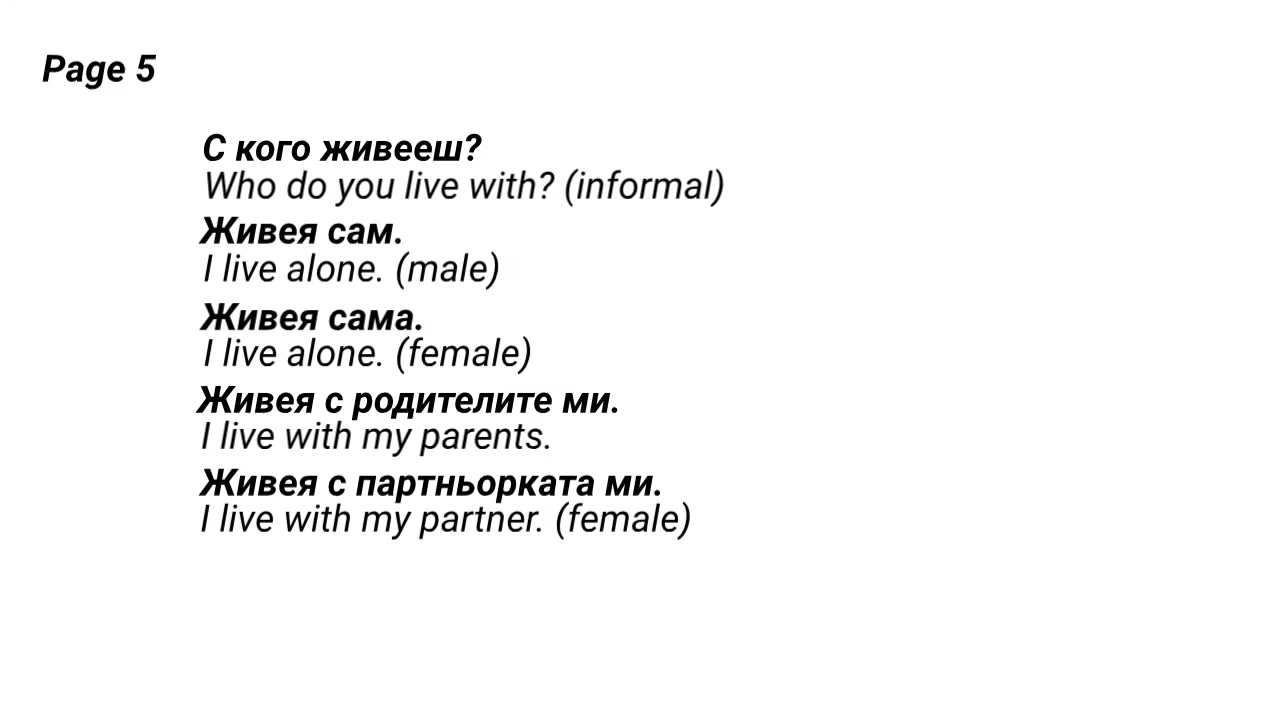 Page 5
С кого живееш?
Who do you live with? (informal)
Живея сам.
I live alone. (male)
Живея сама.
I live alone. (female)
Живея с родителите ми.
I live with my parents.
Живея с партньорката ми.
I live with my partner. (female)